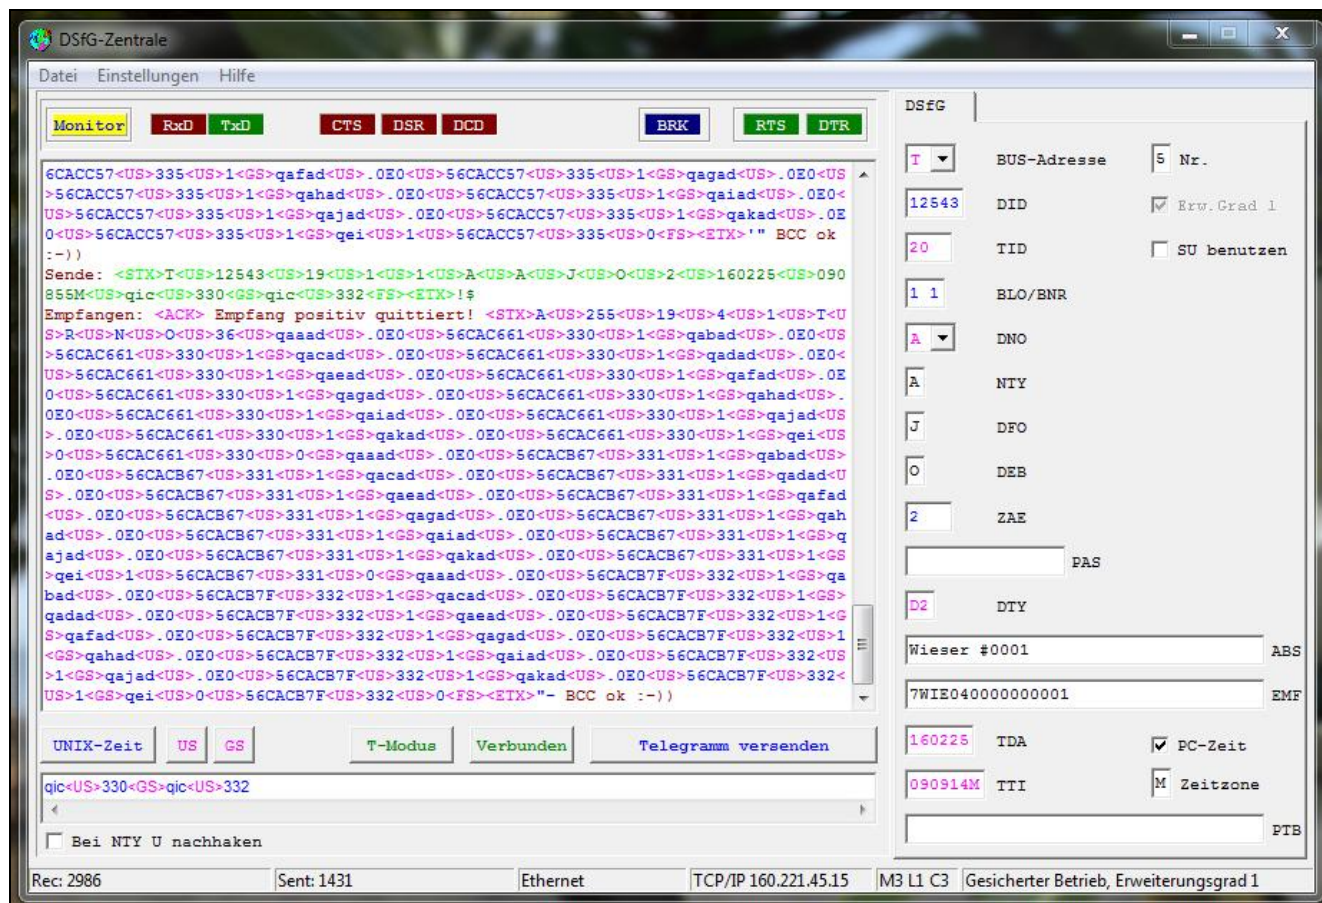 DSfG-Zentrale
Datei Einstellungen Hilfe
Monitor RxD TxD CTS DSR DCD BRK RTS DTR
6CACC57<US>335<US>1<GS>qafad<US>.0E0<US>56CACC57<US>335<US>1<GS>qagad<US>.0E0<US
>56CACC57<US>335<US>1<GS>qahad<US>.0E0<US>56CACC57<US>335<US>1<GS>qaiad<US>.0E0<
US>56CACC57<US>335<US>1<GS>qajad<US>.0E0<US>56CACC57<US>335<US>1<GS>qakad<US>.0E
0<US>56CACC57<US>335<US>1<GS>qei<US>1<US>56CACC57<US>335<US>0<FS><ETX>'" BCC ok
:-))
Sende: <STX>T<US>12543<US>19<US>1<US>1<US>A<US>A<US>J<US>O<US>2<US>160225<US>090
855M<US>qic<US>330<GS>qic<US>332<FS><ETX>!$
Empfangen: <ACK> Empfang positiv quittiert! <STX>A<US>255<US>19<US>4<US>1<US>T<U
S>R<US>N<US>O<US>36<US>qaaad<US>.0E0<US>56CAC661<US>330<US>1<GS>qabad<US>.0E0<US
>56CAC661<US>330<US>1<GS>qacad<US>.0E0<US>56CAC661<US>330<US>1<GS>qadad<US>.0E0<
US>56CAC661<US>330<US>1<GS>qaead<US>.0E0<US>56CAC661<US>330<US>1<GS>qafad<US>.0E
0<US>56CAC661<US>330<US>1<GS>qagad<US>.0E0<US>56CAC661<US>330<US>1<GS>qahad<US>.
0E0<US>56CAC661<US>330<US>1<GS>qaiad<US>.0E0<US>56CAC661<US>330<US>1<GS>qajad<US
>.0E0<US>56CAC661<US>330<US>1<GS>qakad<US>.0E0<US>56CAC661<US>330<US>1<GS>qei<US
>0<US>56CAC661<US>330<US>0<GS>qaaad<US>.0E0<US>56CACB67<US>331<US>1<GS>qabad<US>
.0E0<US>56CACB67<US>331<US>1<GS>qacad<US>.0E0<US>56CACB67<US>331<US>1<GS>qadad<U
S>.0E0<US>56CACB67<US>331<US>1<GS>qaead<US>.0E0<US>56CACB67<US>331<US>1<GS>qafad
<US>.0E0<US>56CACB67<US>331<US>1<GS>qagad<US>.0E0<US>56CACB67<US>331<US>1<GS>qah
ad<US>.0E0<US>56CACB67<US>331<US>1<GS>qaiad<US>.0E0<US>56CACB67<US>331<US>1<GS>q
ajad<US>.0E0<US>56CACB67<US>331<US>1<GS>qakad<US>.0E0<US>56CACB67<US>331<US>1<GS
>qei<US>1<US>56CACB67<US>331<US>0<GS>qaaad<US>.0E0<US>56CACB7F<US>332<US>1<GS>qa
bad<US>.0E0<US>56CACB7F<US>332<US>1<GS>qacad<US>.0E0<US>56CACB7F<US>332<US>1<GS>
qadad<US>.0E0<US>56CACB7F<US>332<US>1<GS>qaead<US>.0E0<US>56CACB7F<US>332<US>1<G
S>qafad<US>.0E0<US>56CACB7F<US>332<US>1<GS>qagad<US>.0E0<US>56CACB7F<US>332<US>1
<GS>qahad<US>.0E0<US>56CACB7F<US>332<US>1<GS>qaiad<US>.0E0<US>56CACB7F<US>332<US
>1<GS>qajad<US>.0E0<US>56CACB7F<US>332<US>1<GS>qakad<US>.0E0<US>56CACB7F<US>332<
US>1<GS>qei<US>0<US>56CACB7F<US>332<US>0<FS><ETX>"- BCC ok :-))
UNIX-Zeit US GS T-Modus Verbunden Telegramm versenden
qic<US>330<GS>qic<US>332
Bei NTY U nachhaken
DSfG
T BUS-Adresse 5 Nr.
12543 DID Erw.Grad 1
20 TID SU benutzen
1 1 BLO/BNR
A DNO
A NTY
J DFO
O DEB
2 ZAE
PAS
D2 DTY
Wieser #0001 ABS
7WIE040000000001 EMF
160225 TDA PC-Zeit
090914M TTI M Zeitzone
PTB
Rec: 2986 Sent: 1431 Ethernet TCP/IP 160.221.45.15 M3 L1 C3 Gesicherter Betrieb, Erweiterungsgrad 1